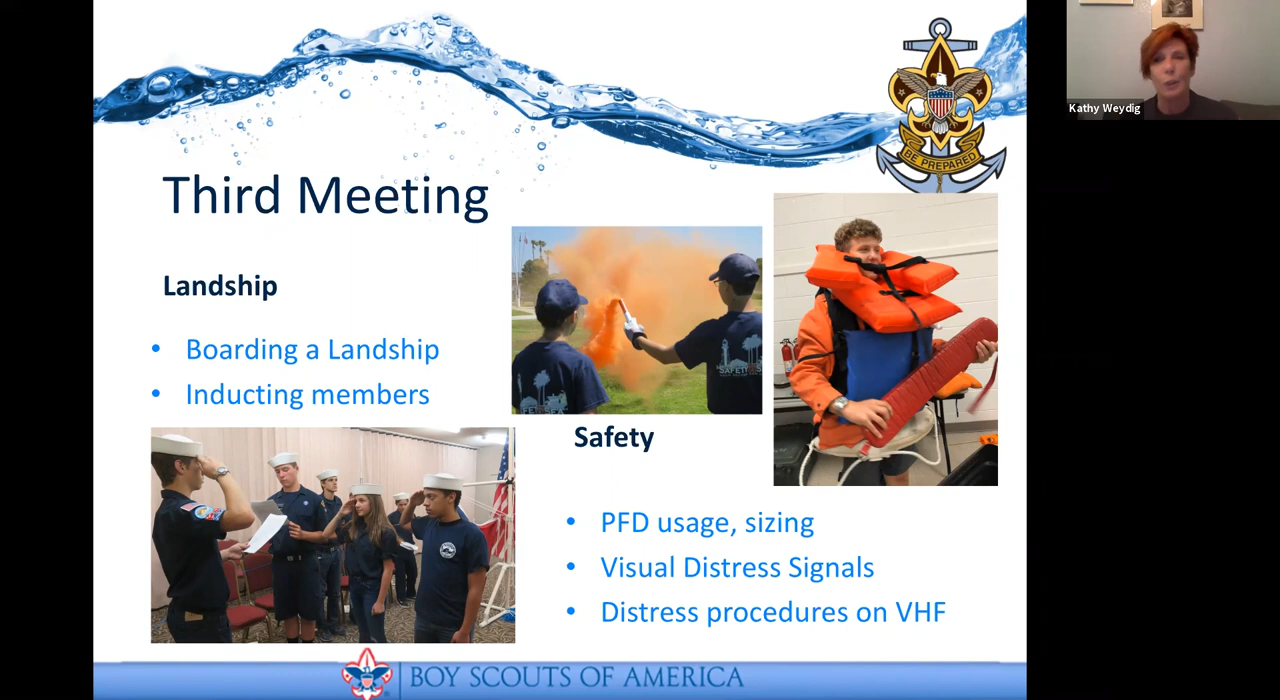 Kathy Weydig
BE PREPARED
Third Meeting
Landship
• Boarding a Landship
• Inducting members
Safety
• PFD usage, sizing
• Visual Distress Signals
• Distress procedures on VHF
BOY SCOUTS OF AMERICA